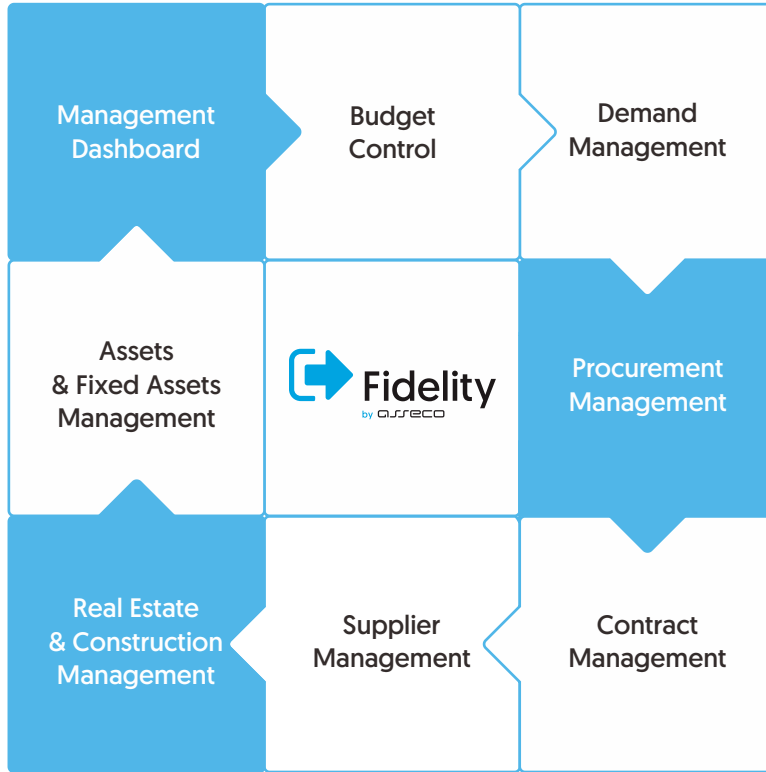 Management
Dashboard
Budget
Control
Demand
Management
Assets
& Fixed Assets
Management
Fidelity
by asseco
Procurement
Management
Real Estate
& Construction
Management
Supplier
Management
Contract
Management